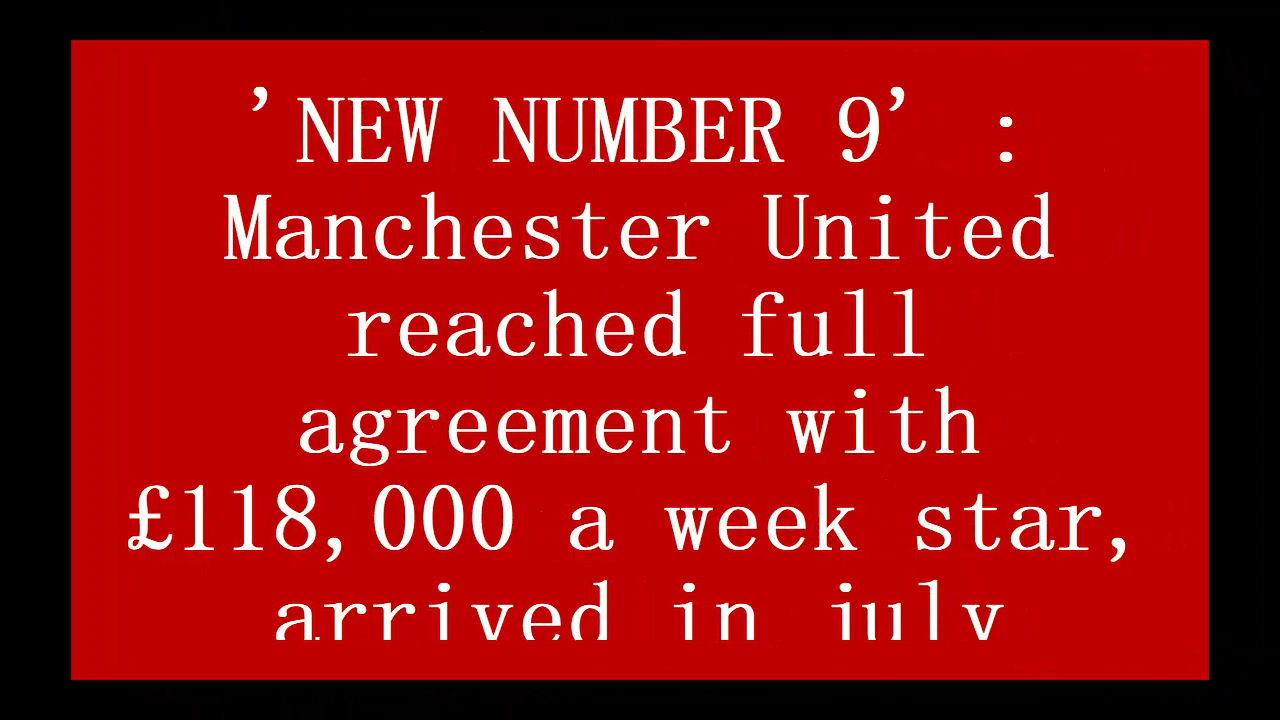 'NEW NUMBER 9' :
Manchester United
reached full
agreement with
£118,000 a week star,
arrived in july